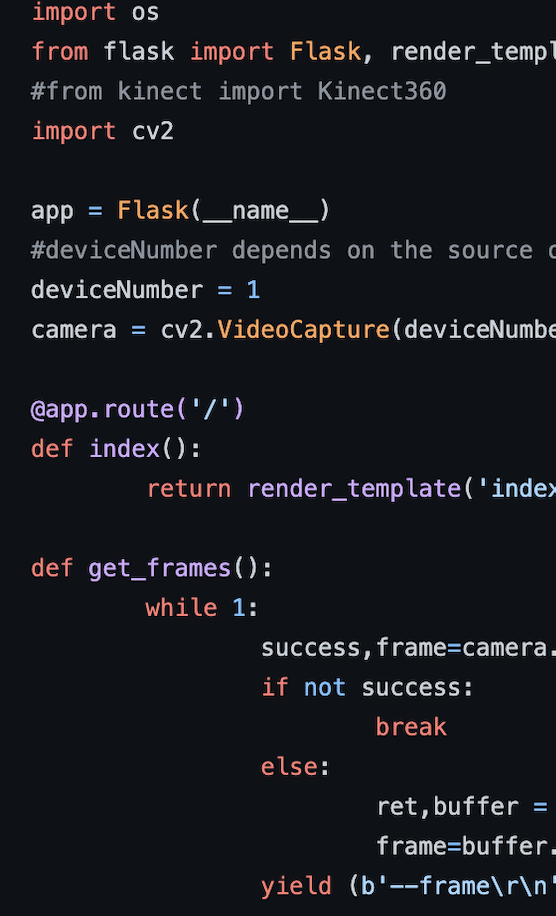 import os
from flask import Flask, render_templ
#from kinect import Kinect360
import cv2
app = Flask(__name__)
#deviceNumber depends on the source
deviceNumber = 1
camera = cv2.VideoCapture(deviceNumbe
@app.route('/')
def index():
return render_template('index
def get_frames():
while 1:
success,frame=camera.
if not success:
break
else:
ret,buffer =
frame=buffer.
yield (b'--frame\r\n'